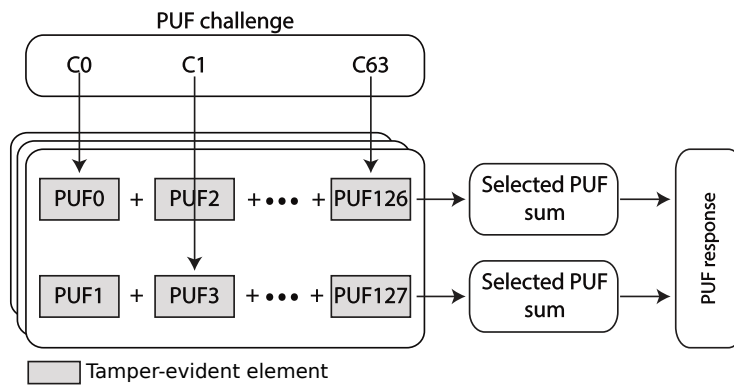 PUF challenge
C0 C1 C63
PUF0 + PUF2 +•••+ PUF126
Selected PUF
sum
PUF1 + PUF3 +•••+ PUF127
Selected PUF
sum
PUF response
Tamper-evident element